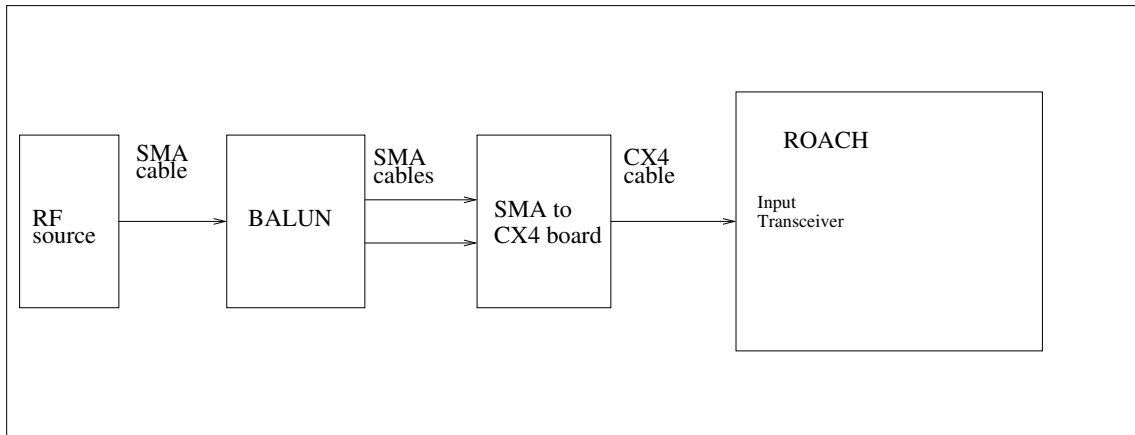 RF
source
SMA
cable
BALUN
SMA
cables
SMA to
CX4 board
CX4
cable
ROACH
Input
Transceiver